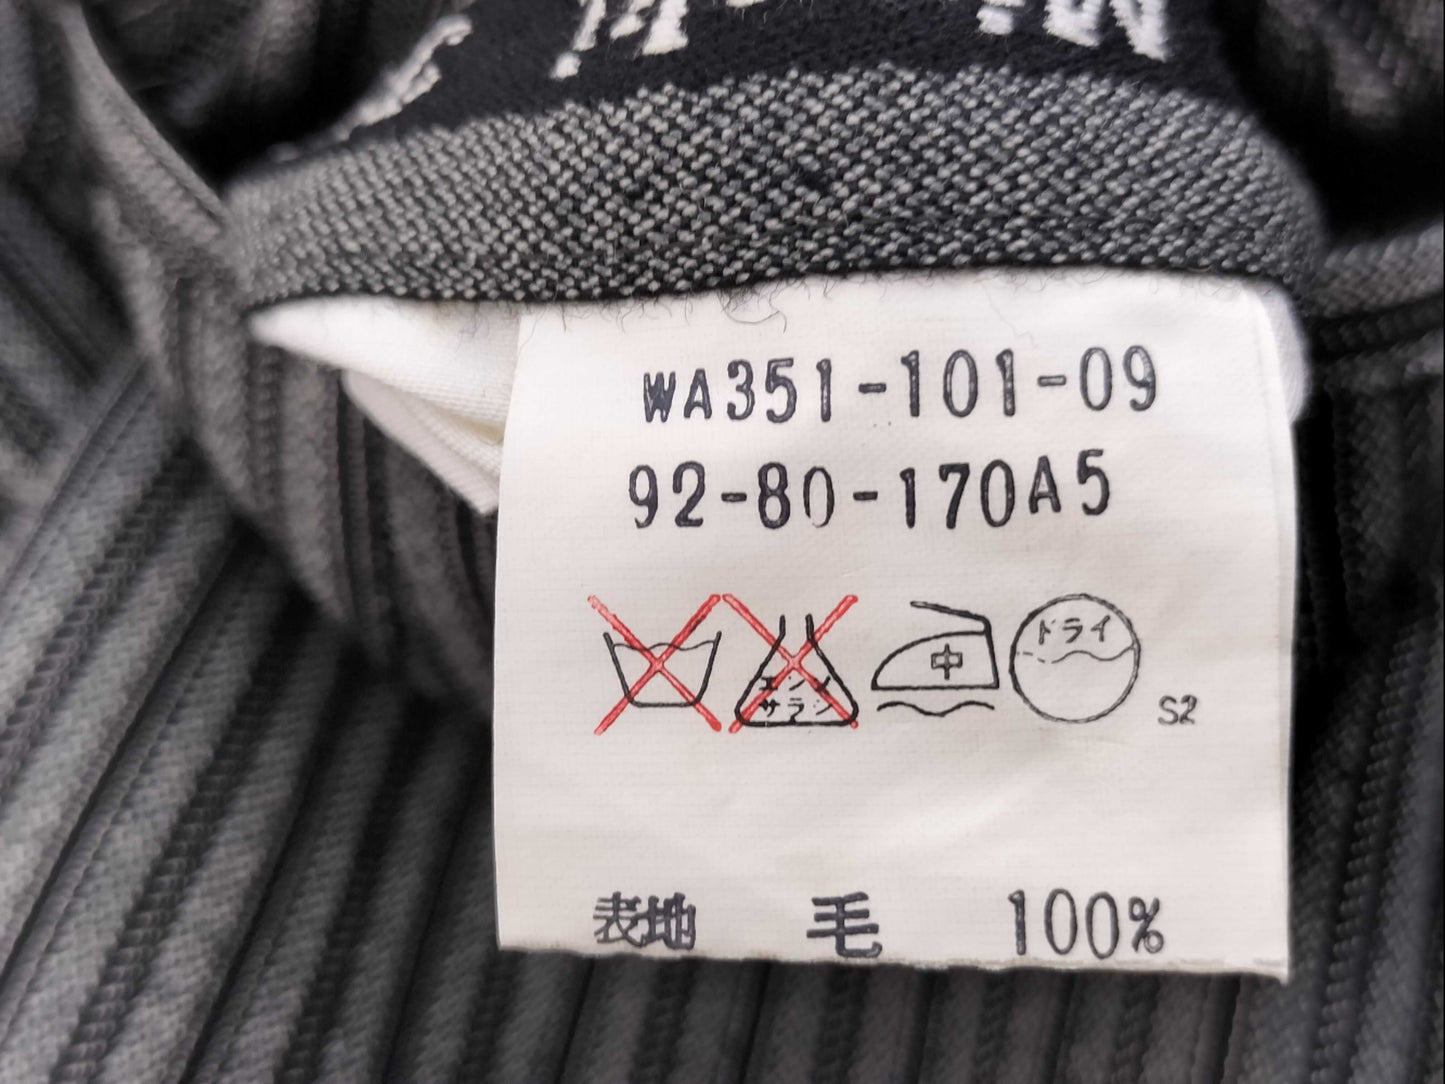 WA351-101-09
92-80-170A5
エンソ
サラシ
中
ドライ
S2
表地 毛 100%